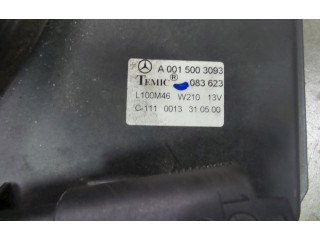 A 001 500 3093
TEMIC® 083 623
L100M46 W210 13V
C-111 0013 31.05.00